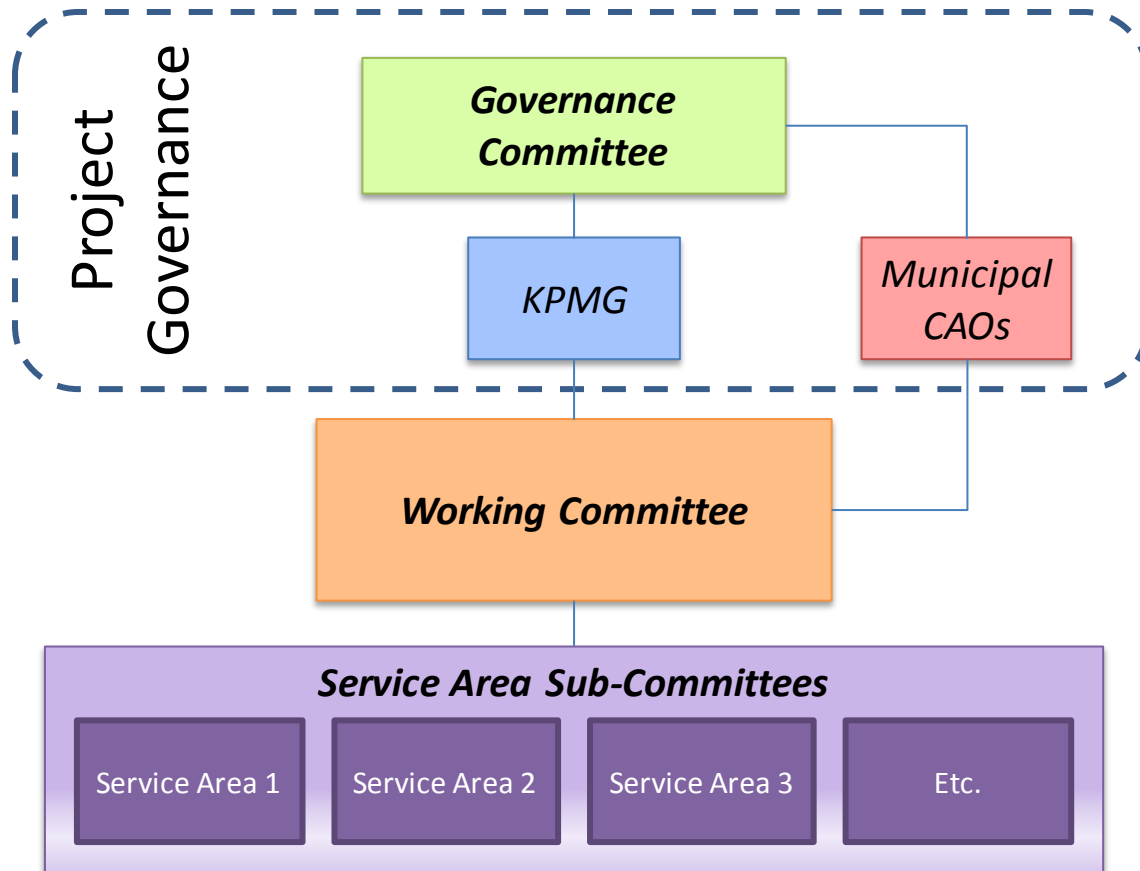 Project
Governance
Governance
Committee
KPMG
Municipal
CAOs
Working Committee
Service Area Sub-Committees
Service Area 1
Service Area 2
Service Area 3
Etc.